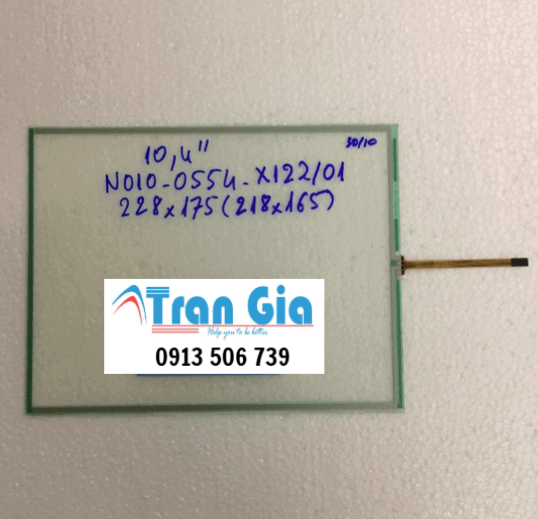 30/10
10,4"
N010-0554-X122/01
228x175(218x165)
Tran Gia
Help you to be better
0913 506 739